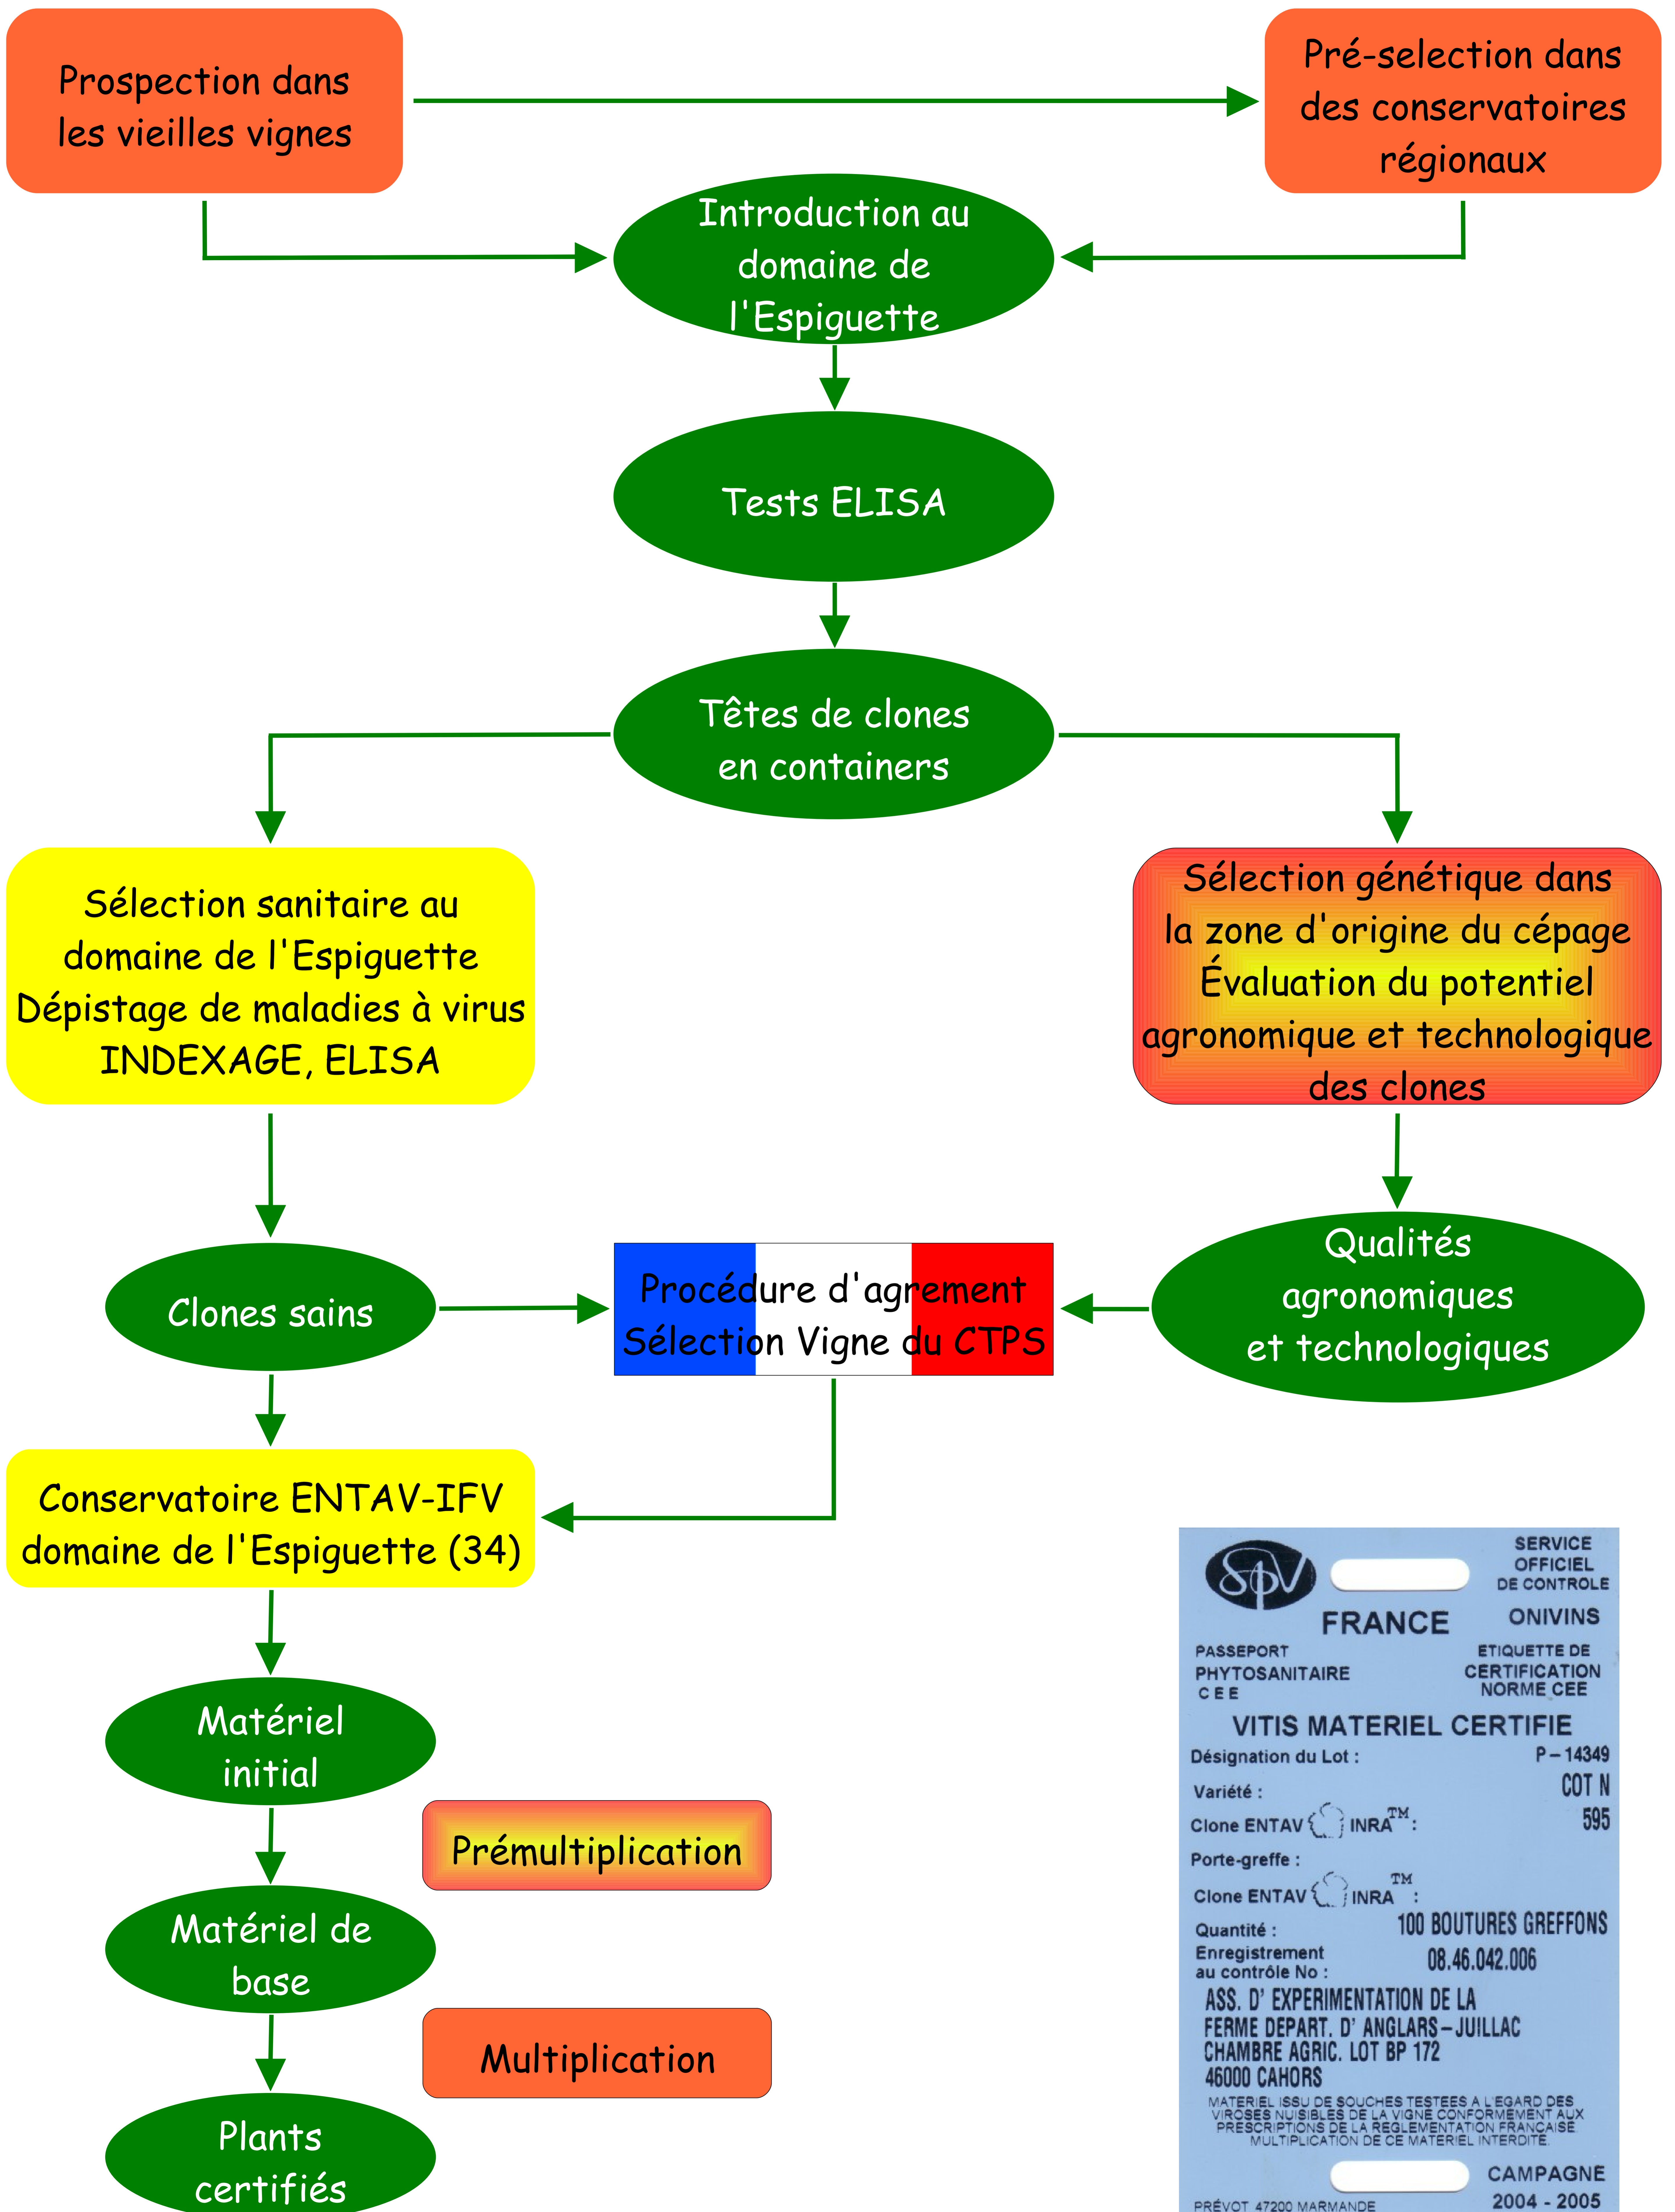 Prospection dans
les vieilles vignes
Pré-selection dans
des conservatoires
régionaux
Introduction au
domaine de
l'Espiguette
Tests ELISA
Têtes de clones
en containers
Sélection sanitaire au
domaine de l'Espiguette
Dépistage de maladies à virus
INDEXAGE, ELISA
Sélection génétique dans
la zone d'origine du cépage
Évaluation du potentiel
agronomique et technologique
des clones
Clones sains
Procédure d'agrement
Sélection Vigne du CTPS
Qualités
agronomiques
et technologiques
Conservatoire ENTAV-IFV
domaine de l'Espiguette (34)
Matériel
initial
Prémultiplication
Matériel de
base
Multiplication
Plants
certifiés
SERVICE
OFFICIEL
DE CONTROLE
FRANCE
ONIVINS
PASSEPORT
PHYTOSANITAIRE
CEE
ETIQUETTE DE
CERTIFICATION
NORME CEE
VITIS MATERIEL CERTIFIE
Désignation du Lot : P-14349
Variété : COT N
Clone ENTAV INRA™ : 595
Porte-greffe :
Clone ENTAV INRA™ :
Quantité : 100 BOUTURES GREFFONS
Enregistrement
au contrôle No : 08.46.042.006
ASS. D' EXPERIMENTATION DE LA
FERME DEPART. D' ANGLARS-JUILLAC
CHAMBRE AGRIC. LOT BP 172
46000 CAHORS
MATERIEL ISSU DE SOUCHES TESTEES A L'EGARD DES
VIROSES NUISIBLES DE LA VIGNE CONFORMEMENT AUX
PRESCRIPTIONS DE LA REGLEMENTATION FRANCAISE
MULTIPLICATION DE CE MATERIEL INTERDITE.
CAMPAGNE
2004 - 2005
PRÉVOT 47200 MARMANDE